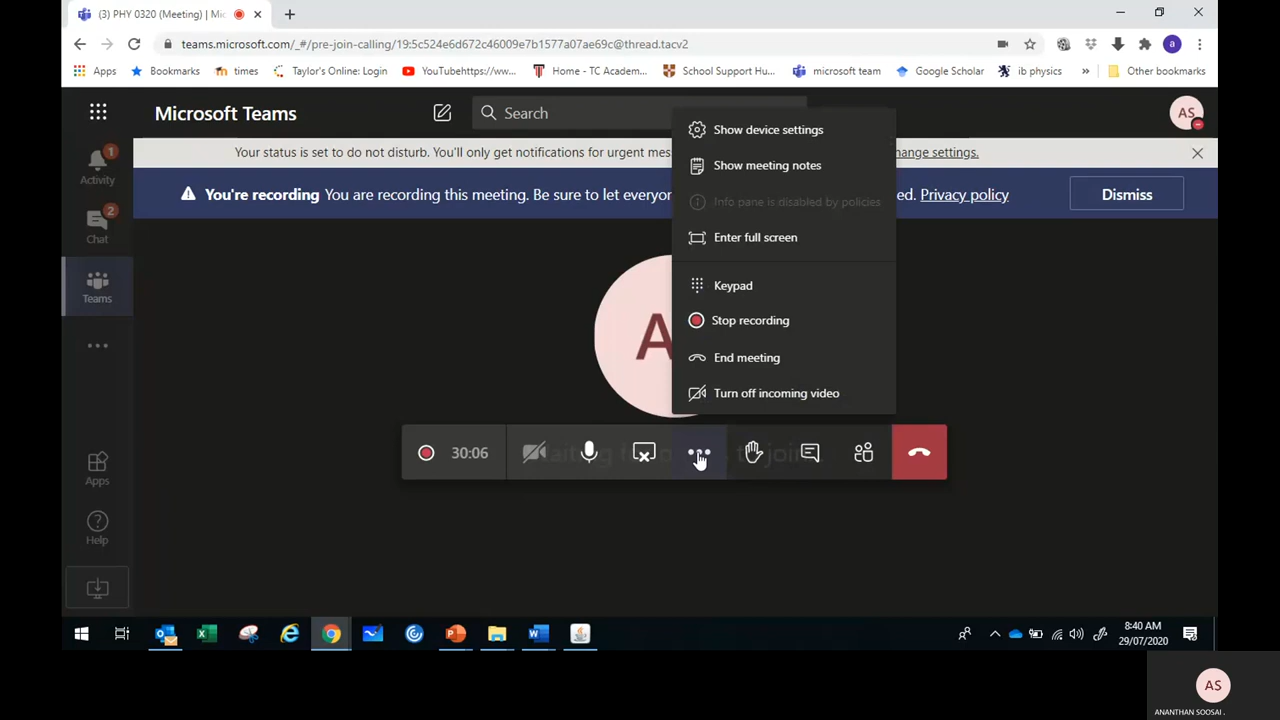 (3) PHY 0320 (Meeting) | Mic
teams.microsoft.com/_#/pre-join-calling/19:5c524e6d672c46009e7b1577a07ae69c@thread.tacv2
a
Apps
Bookmarks
times
Taylor's Online: Login
YouTubehttps://ww...
Home - TC Academ...
School Support Hu...
microsoft team
Google Scholar
ib physics
»
Other bookmarks
Microsoft Teams
Search
AS
Your status is set to do not disturb. You'll only get notifications for urgent mes
hange settings.
You're recording You are recording this meeting. Be sure to let everyon
ed. Privacy policy
Dismiss
1
Activity
2
Chat
Teams
Apps
Help
Show device settings
Show meeting notes
Info pane is disabled by policies
Enter full screen
Keypad
Stop recording
End meeting
Turn off incoming video
A
30:06
8:40 AM
29/07/2020
AS
ANANTHAN SOOSAI .